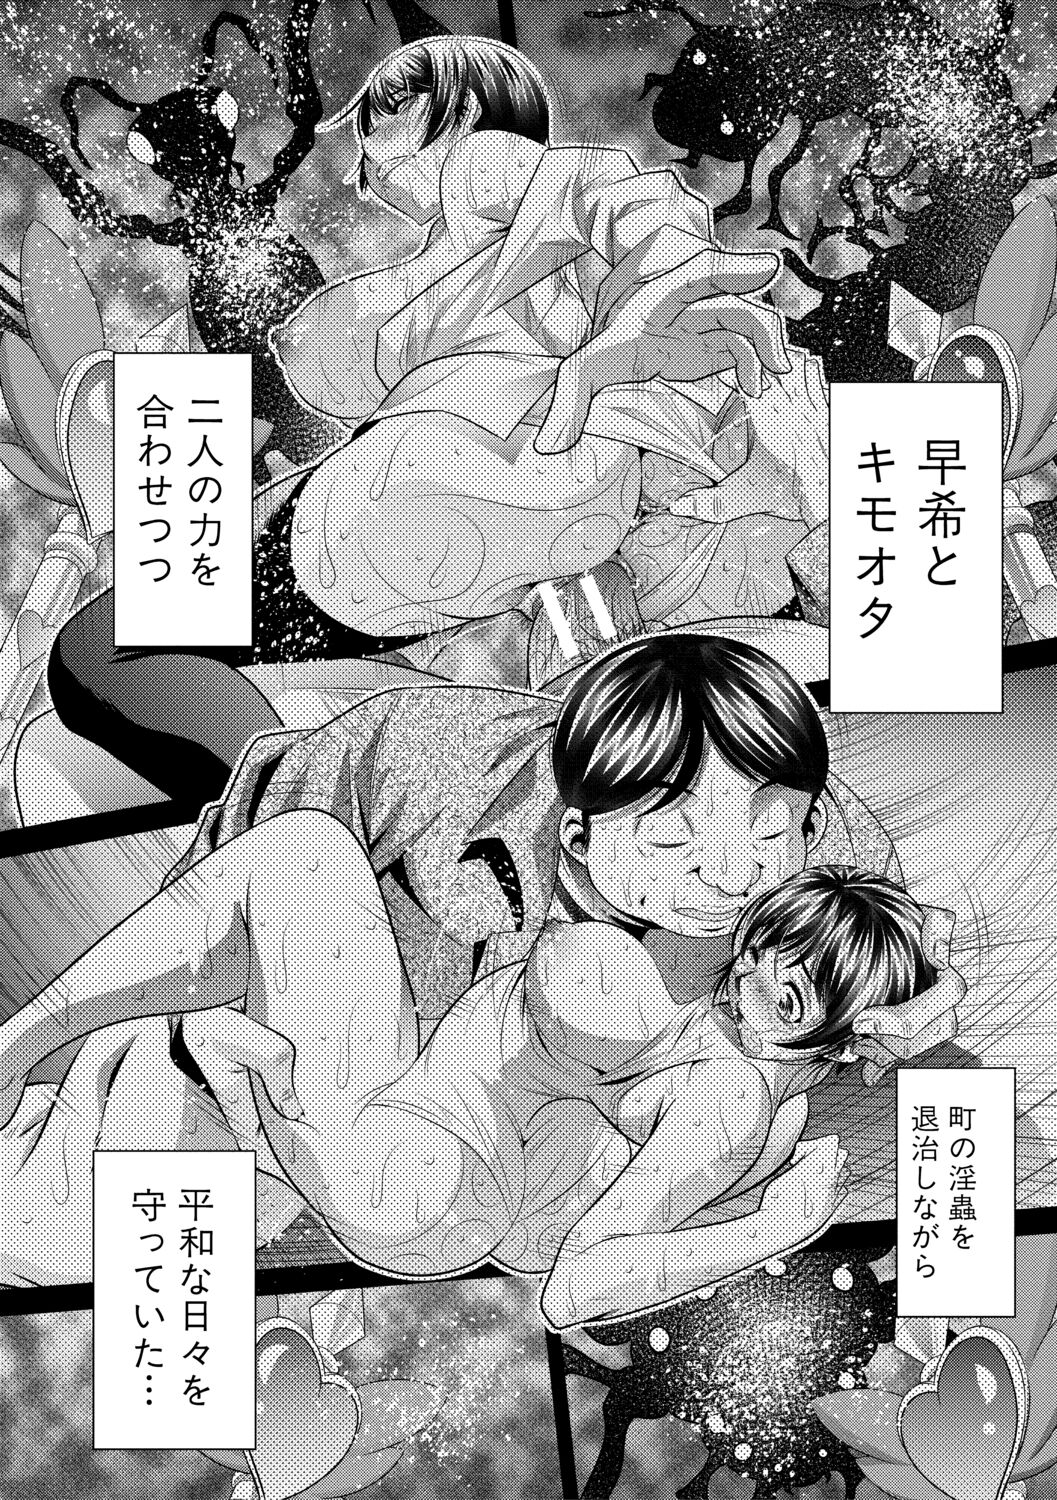 早希と
キモオタ
二人の力を
合わせつつ
町の淫蟲を
退治しながら
平和な日々を
守っていた…